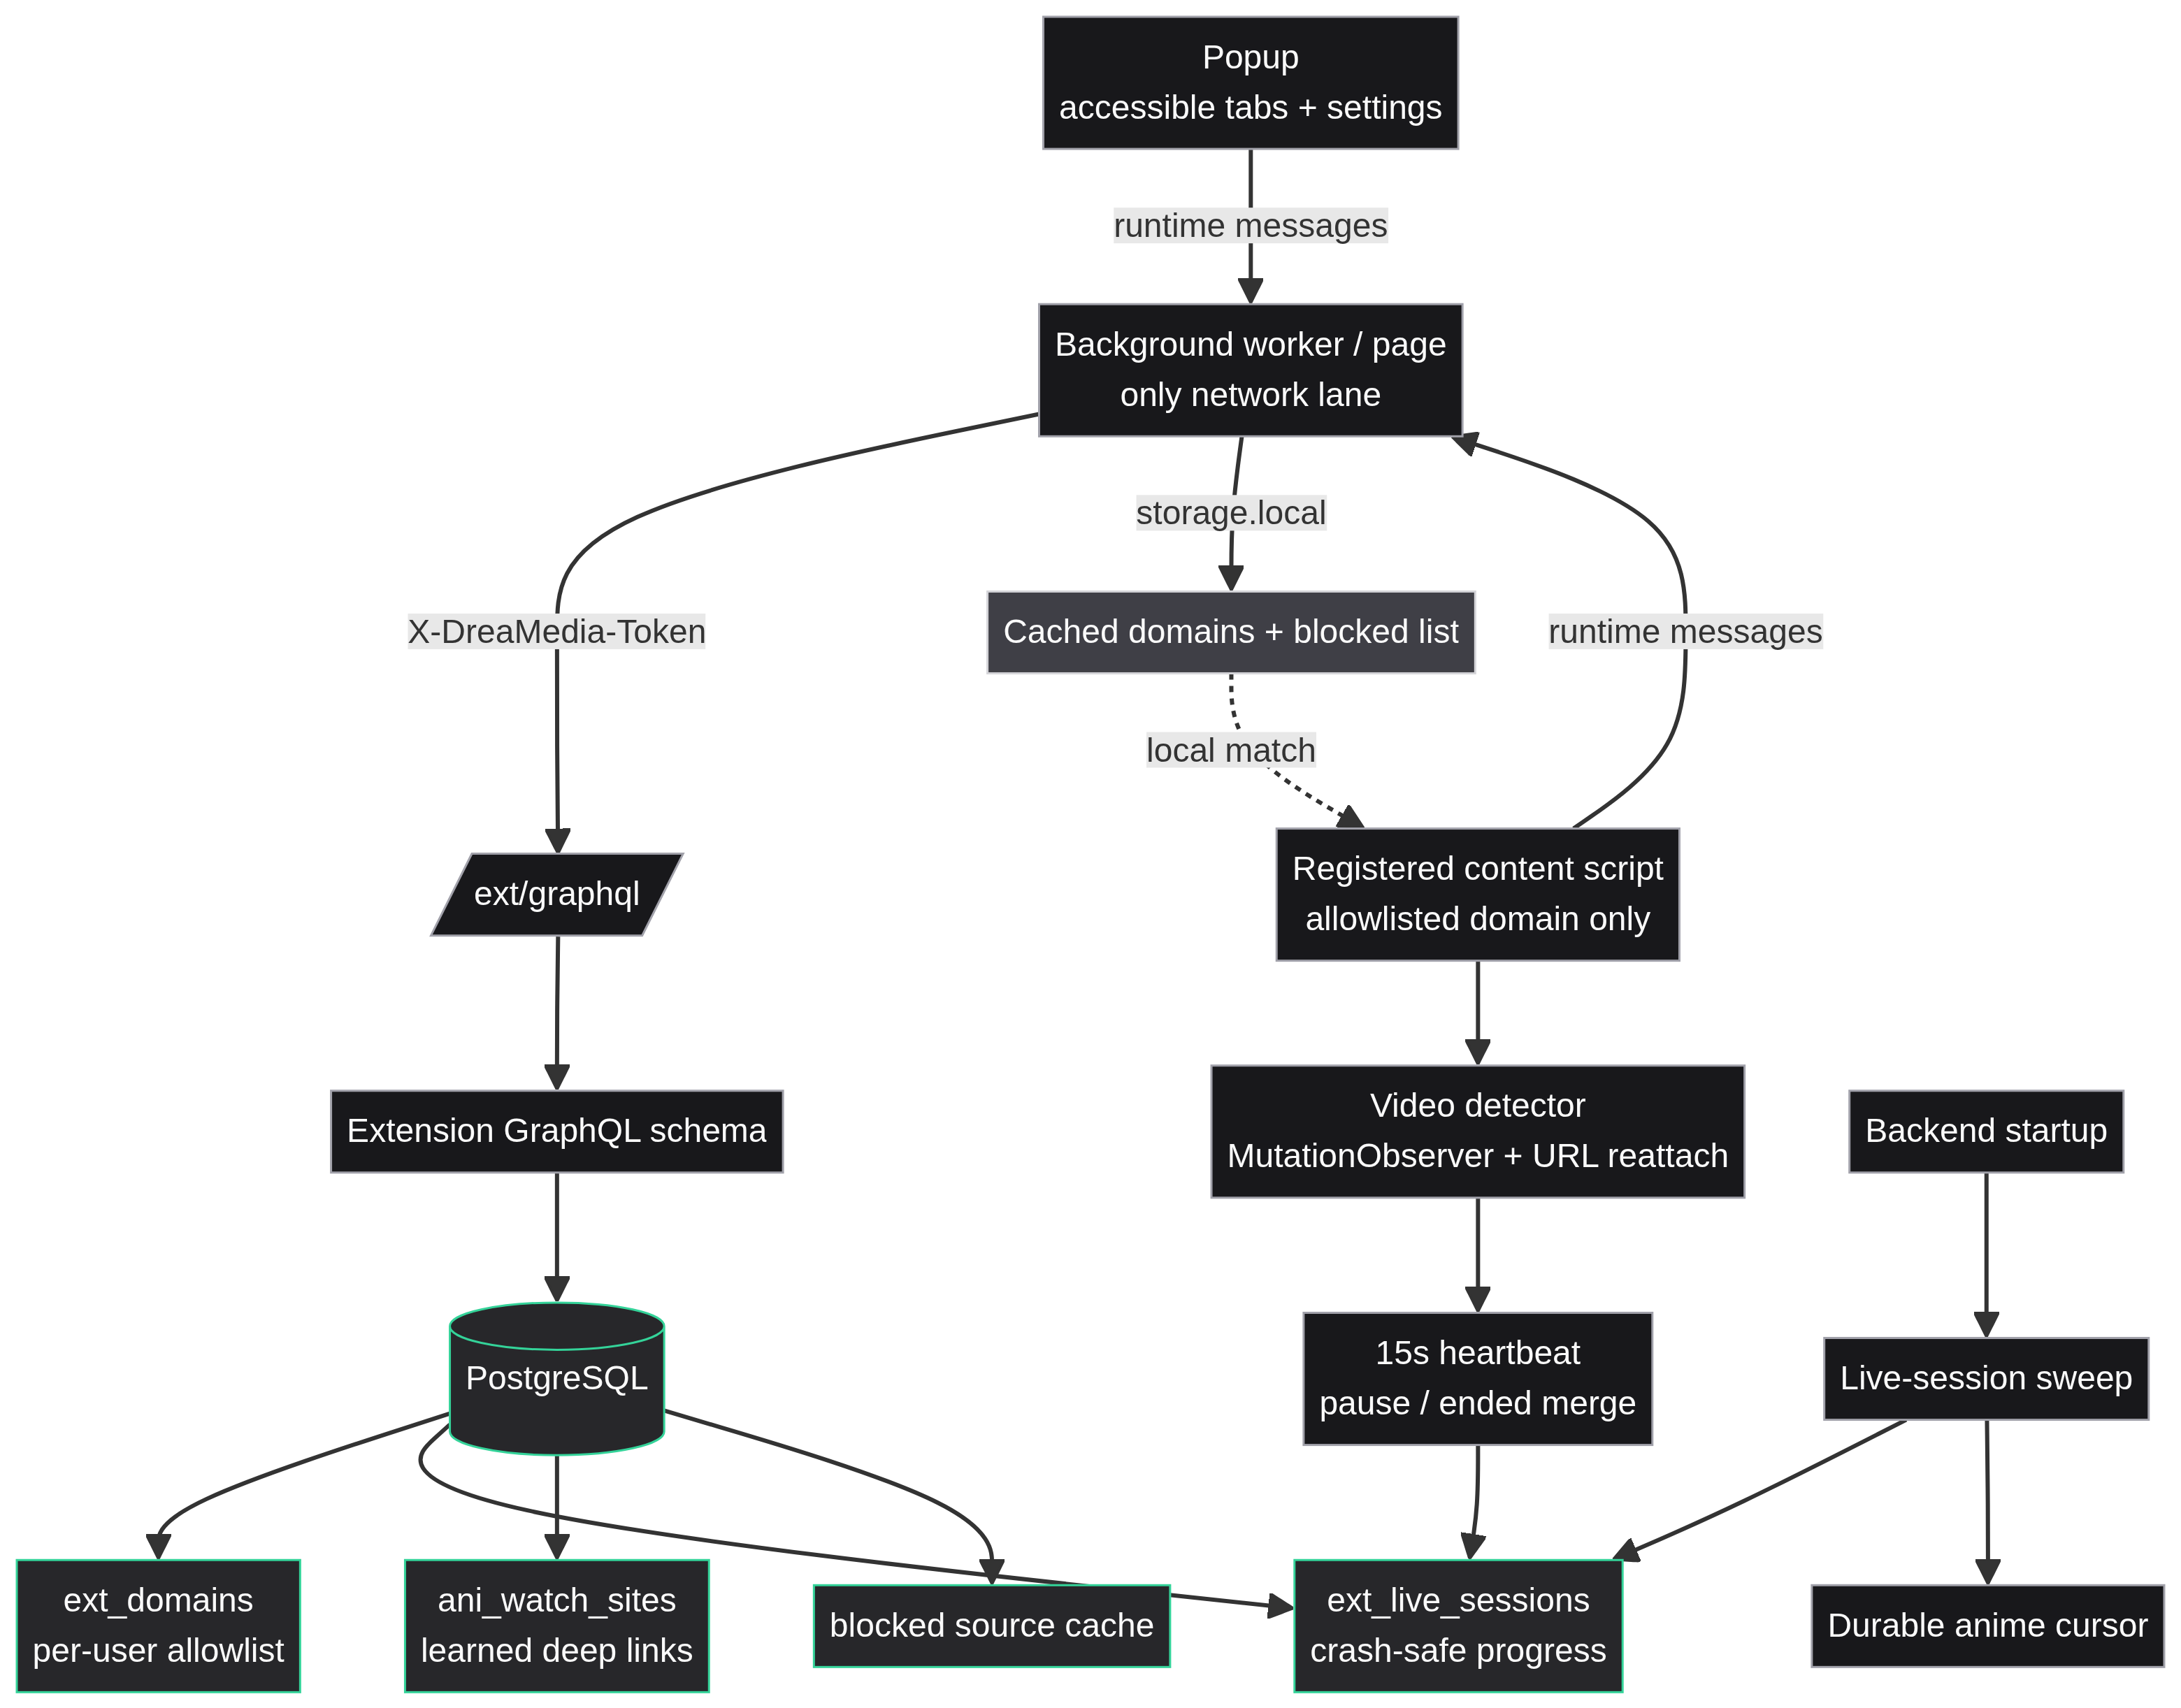 Popup
accessible tabs + settings
runtime messages
Background worker / page
only network lane
storage.local
X-DreaMedia-Token
Cached domains + blocked list
runtime messages
local match
ext/graphql
Registered content script
allowlisted domain only
Extension GraphQL schema
Video detector
MutationObserver + URL reattach
Backend startup
PostgreSQL
15s heartbeat
pause / ended merge
Live-session sweep
ext_domains
per-user allowlist
ani_watch_sites
learned deep links
blocked source cache
ext_live_sessions
crash-safe progress
Durable anime cursor